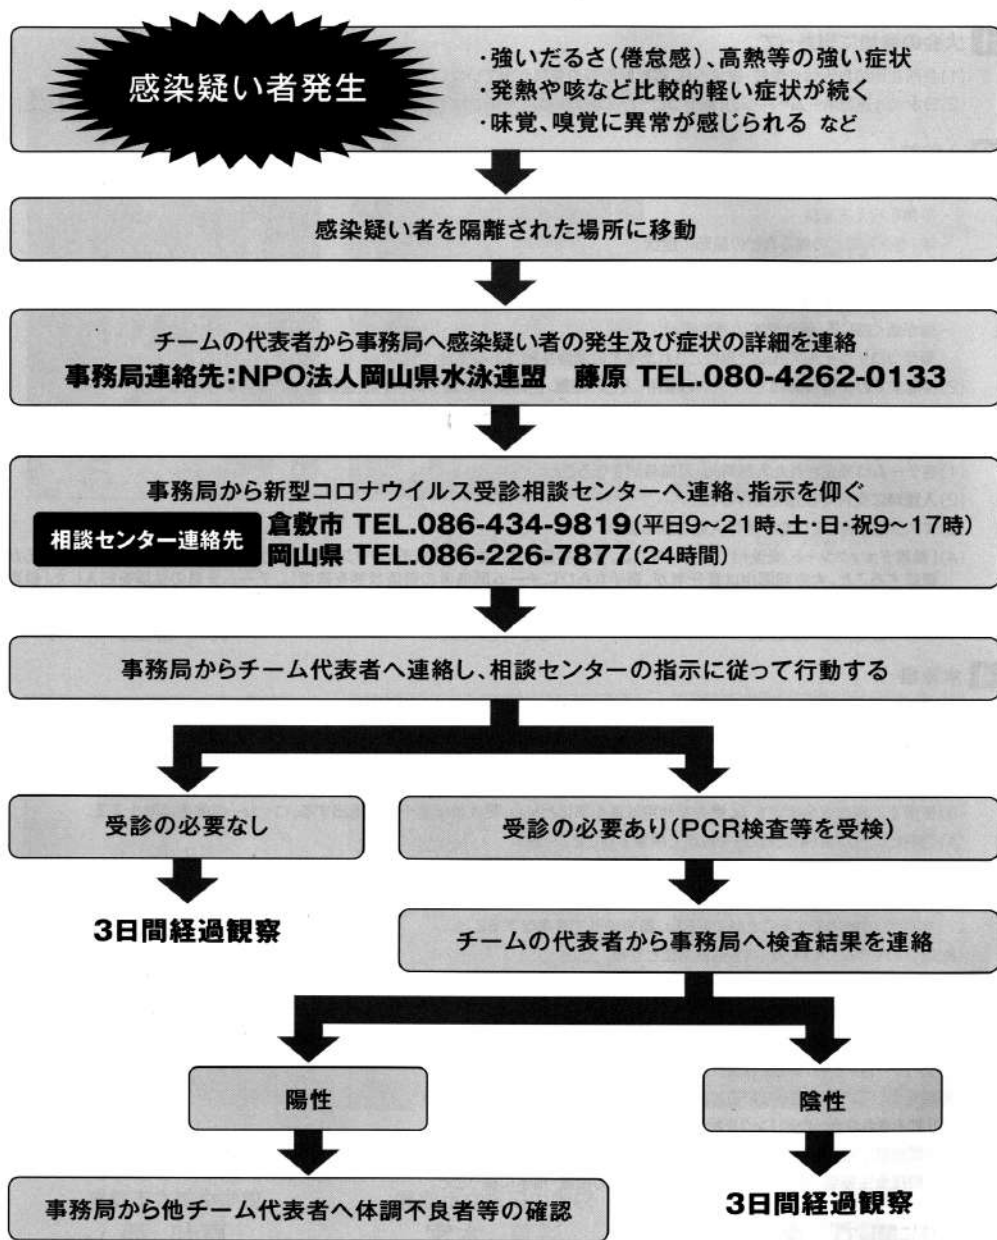 感染疑い者発生
・強いだるさ（倦怠感）、高熱等の強い症状
・発熱や咳など比較的軽い症状が続く
・味覚、嗅覚に異常が感じられる など
感染疑い者を隔離された場所に移動
チームの代表者から事務局へ感染疑い者の発生及び症状の詳細を連絡
事務局連絡先：NPO法人岡山県水泳連盟　藤原 TEL.080-4262-0133
事務局から新型コロナウイルス受診相談センターへ連絡、指示を仰ぐ
相談センター連絡先
倉敷市 TEL.086-434-9819（平日9～21時、土・日・祝9～17時）
岡山県 TEL.086-226-7877（24時間）
事務局からチーム代表者へ連絡し、相談センターの指示に従って行動する
受診の必要なし
受診の必要あり（PCR検査等を受検）
3日間経過観察
チームの代表者から事務局へ検査結果を連絡
陽性
陰性
事務局から他チーム代表者へ体調不良者等の確認
3日間経過観察